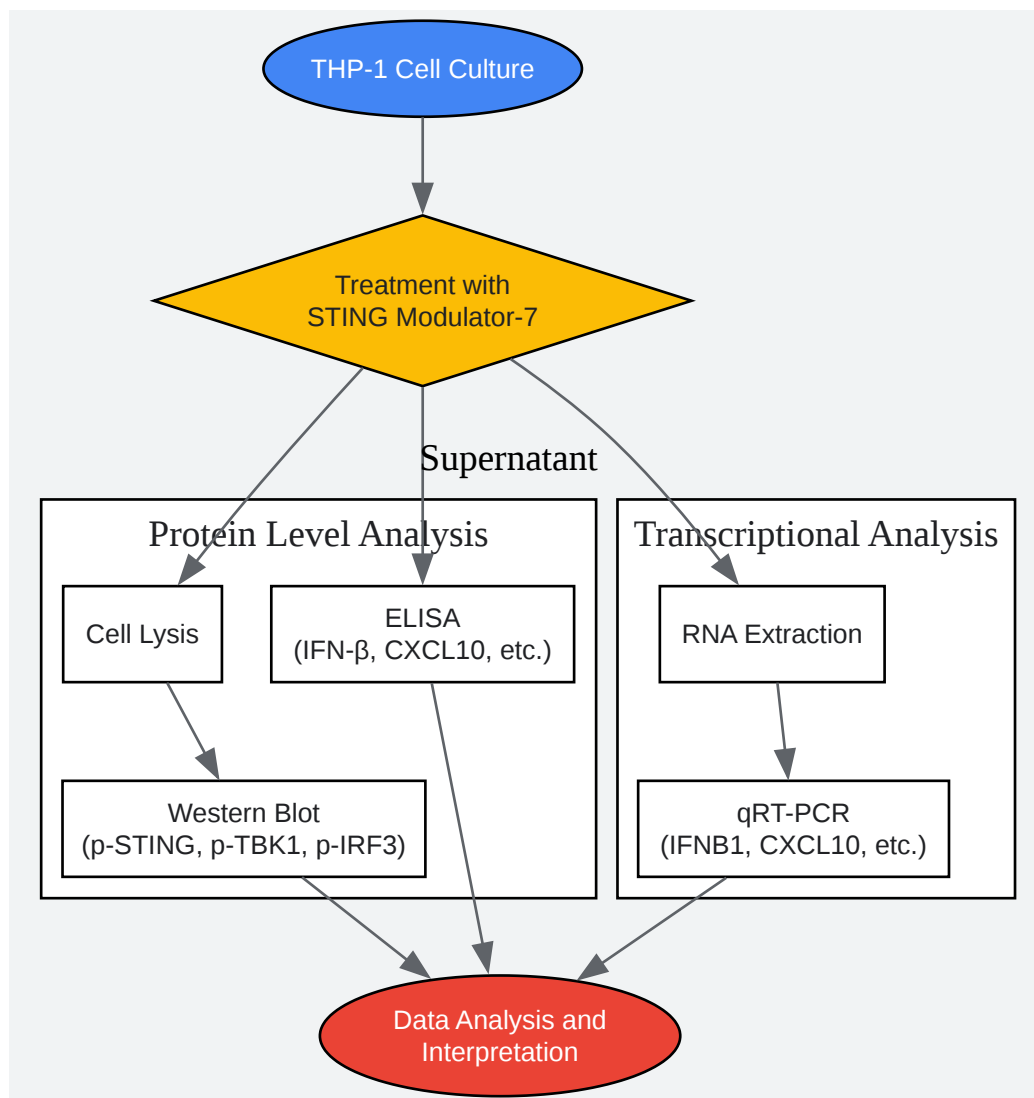 THP-1 Cell Culture
Treatment with
STING Modulator-7
Supernatant
Protein Level Analysis
Transcriptional Analysis
Cell Lysis
ELISA
(IFN-β, CXCL10, etc.)
RNA Extraction
Western Blot
(p-STING, p-TBK1, p-IRF3)
qRT-PCR
(IFNB1, CXCL10, etc.)
Data Analysis and
Interpretation